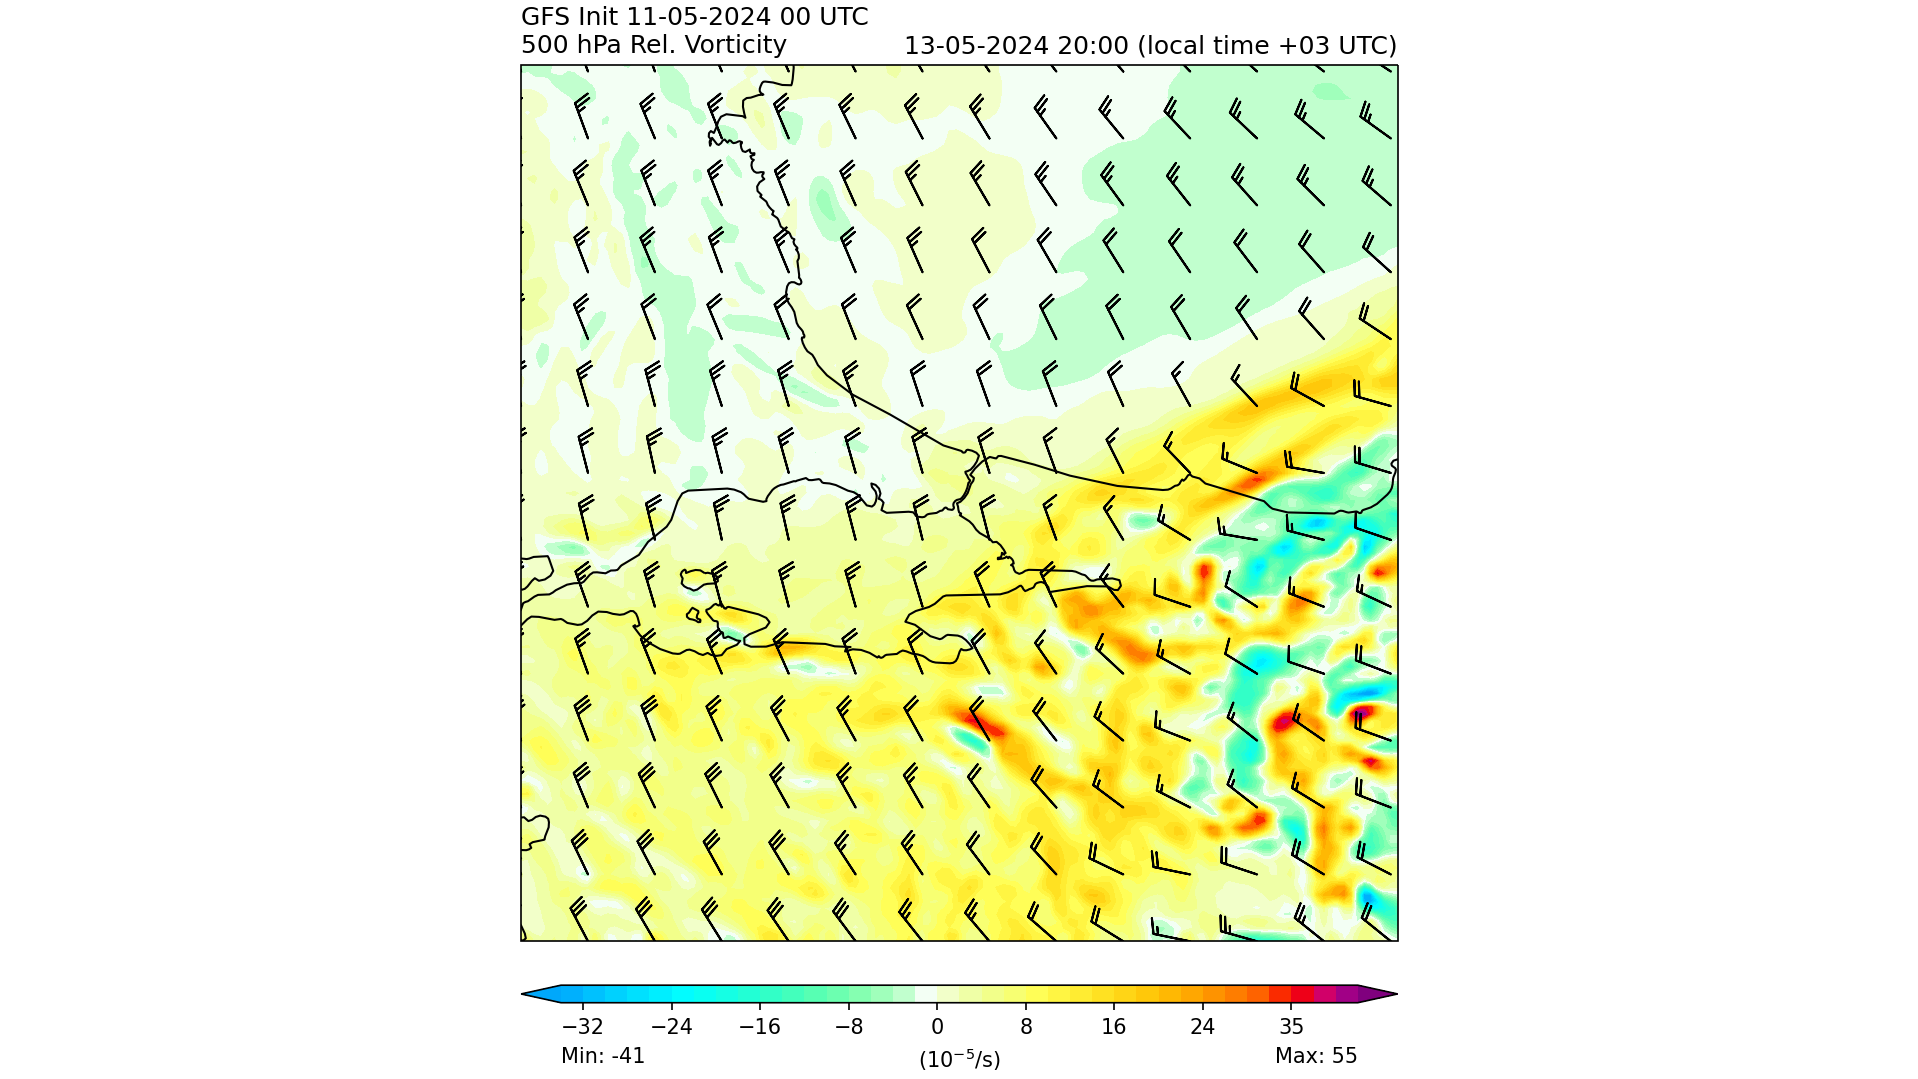 GFS Init 11-05-2024 00 UTC
500 hPa Rel. Vorticity
13-05-2024 20:00 (local time +03 UTC)
−32 −24 −16 −8 0 8 16 24 35
Min: -41
(10⁻⁵/s)
Max: 55